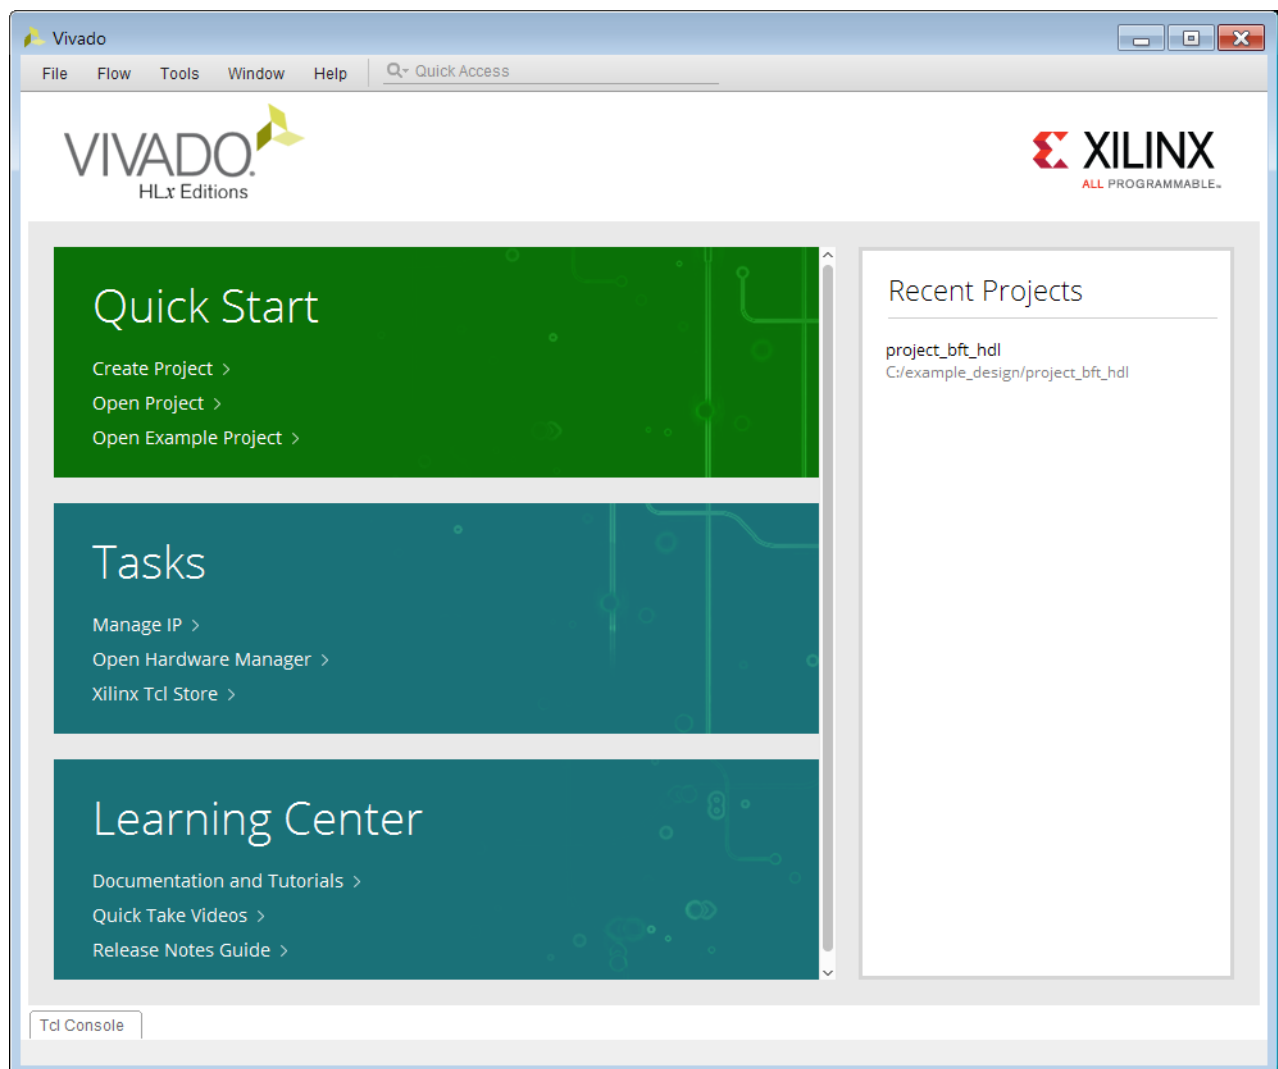 Vivado
File Flow Tools Window Help Quick Access
VIVADO.
HLx Editions
XILINX
ALL PROGRAMMABLE™
Quick Start
Create Project >
Open Project >
Open Example Project >
Tasks
Manage IP >
Open Hardware Manager >
Xilinx Tcl Store >
Learning Center
Documentation and Tutorials >
Quick Take Videos >
Release Notes Guide >
Recent Projects
project_bft_hdl
C:/example_design/project_bft_hdl
Tcl Console